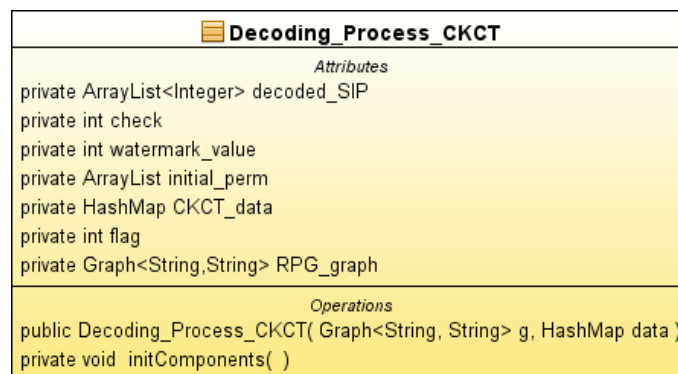 Decoding_Process_CKCT
Attributes
private ArrayList<Integer> decoded_SIP
private int check
private int watermark_value
private ArrayList initial_perm
private HashMap CKCT_data
private int flag
private Graph<String,String> RPG_graph
Operations
public Decoding_Process_CKCT( Graph<String, String> g, HashMap data )
private void initComponents( )